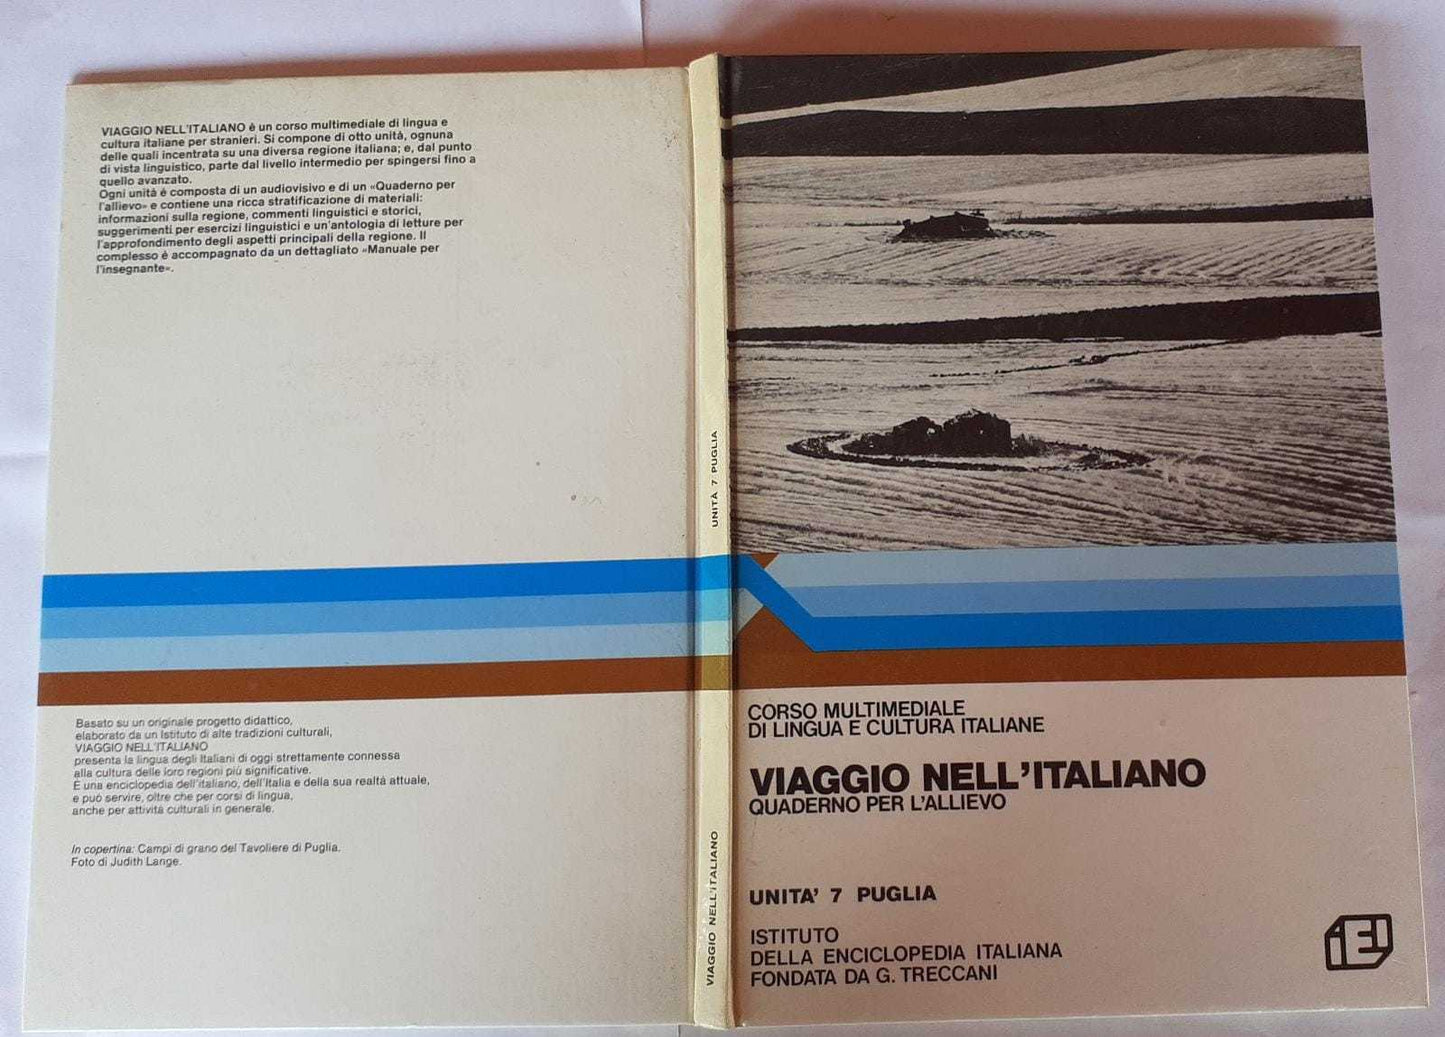 VIAGGIO NELL'ITALIANO è un corso multimediale di lingua e
cultura italiane per stranieri. Si compone di otto unità, ognuna
delle quali incentrata su una diversa regione italiana; e, dal punto
di vista linguistico, parte dal livello intermedio per spingersi fino a
quello avanzato.
Ogni unità è composta di un audiovisivo e di un «Quaderno per
l'allievo» e contiene una ricca stratificazione di materiali:
informazioni sulla regione, commenti linguistici e storici,
suggerimenti per esercizi linguistici e un'antologia di letture per
l'approfondimento degli aspetti principali della regione. Il
complesso è accompagnato da un dettagliato «Manuale per
l'insegnante».
Basato su un originale progetto didattico,
elaborato da un Istituto di alte tradizioni culturali,
VIAGGIO NELL'ITALIANO
presenta la lingua degli Italiani di oggi strettamente connessa
alla cultura delle loro regioni più significative.
È una enciclopedia dell'italiano, dell'Italia e della sua realtà attuale,
e può servire, oltre che per corsi di lingua,
anche per attività culturali in generale.
In copertina: Campi di grano del Tavoliere di Puglia.
Foto di Judith Lange.
UNITÀ 7 PUGLIA
VIAGGIO NELL'ITALIANO
CORSO MULTIMEDIALE
DI LINGUA E CULTURA ITALIANE
VIAGGIO NELL'ITALIANO
QUADERNO PER L'ALLIEVO
UNITA' 7 PUGLIA
ISTITUTO
DELLA ENCICLOPEDIA ITALIANA
FONDATA DA G. TRECCANI
iEI